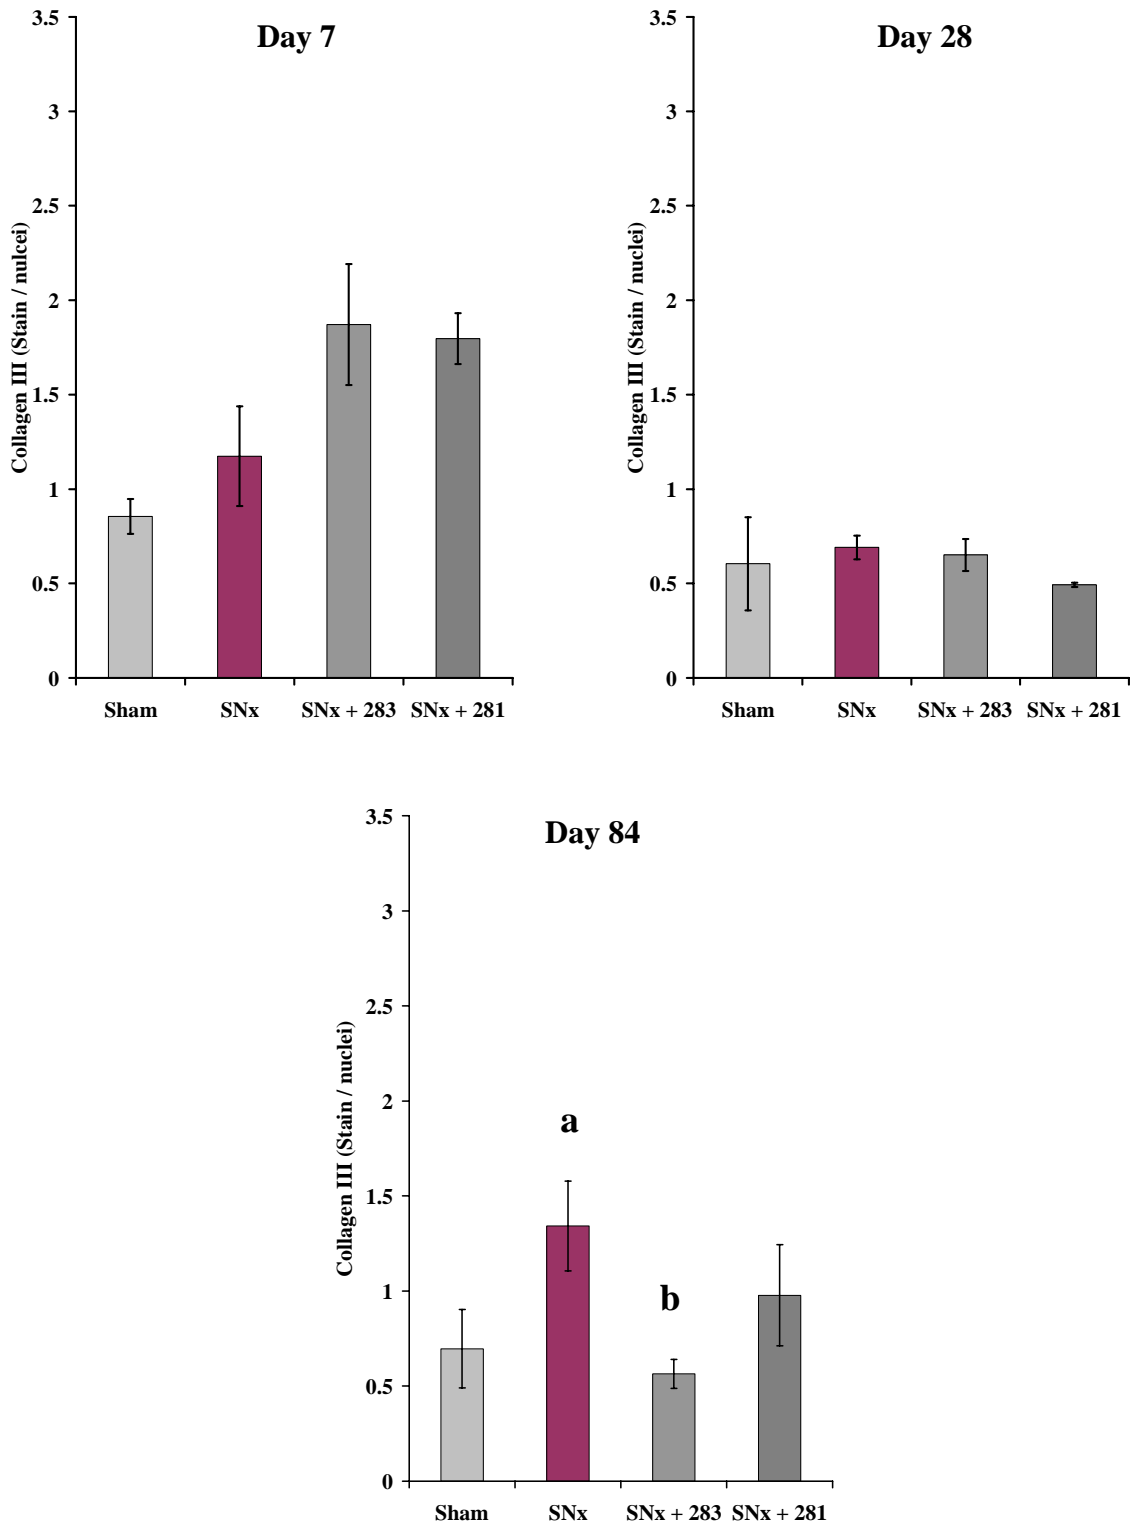 Day 7
3.5
3
2.5
2
1.5
1
0.5
0
Collagen III (Stain / nulcei)
Sham SNx SNx + 283 SNx + 281
Day 28
3.5
3
2.5
2
1.5
1
0.5
0
Collagen III (Stain / nuclei)
Sham SNx SNx + 283 SNx + 281
Day 84
3.5
3
2.5
2
1.5
1
0.5
0
Collagen III (Stain / nuclei)
a
b
Sham SNx SNx + 283 SNx + 281